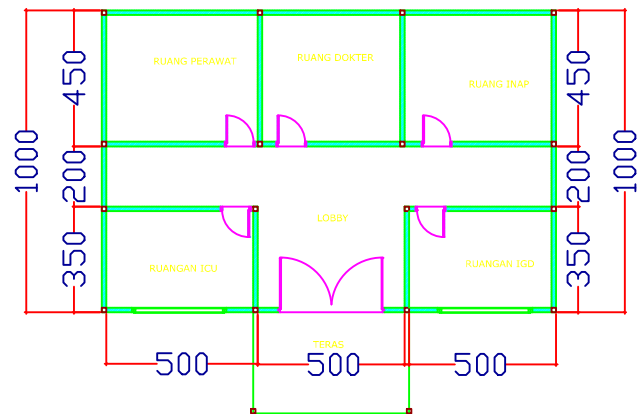 RUANG PERAWAT
RUANG DOKTER
RUANG INAP
450
450
1000
200
200
1000
LOBBY
350
RUANGAN ICU
RUANGAN IGD
350
TERAS
500
500
500